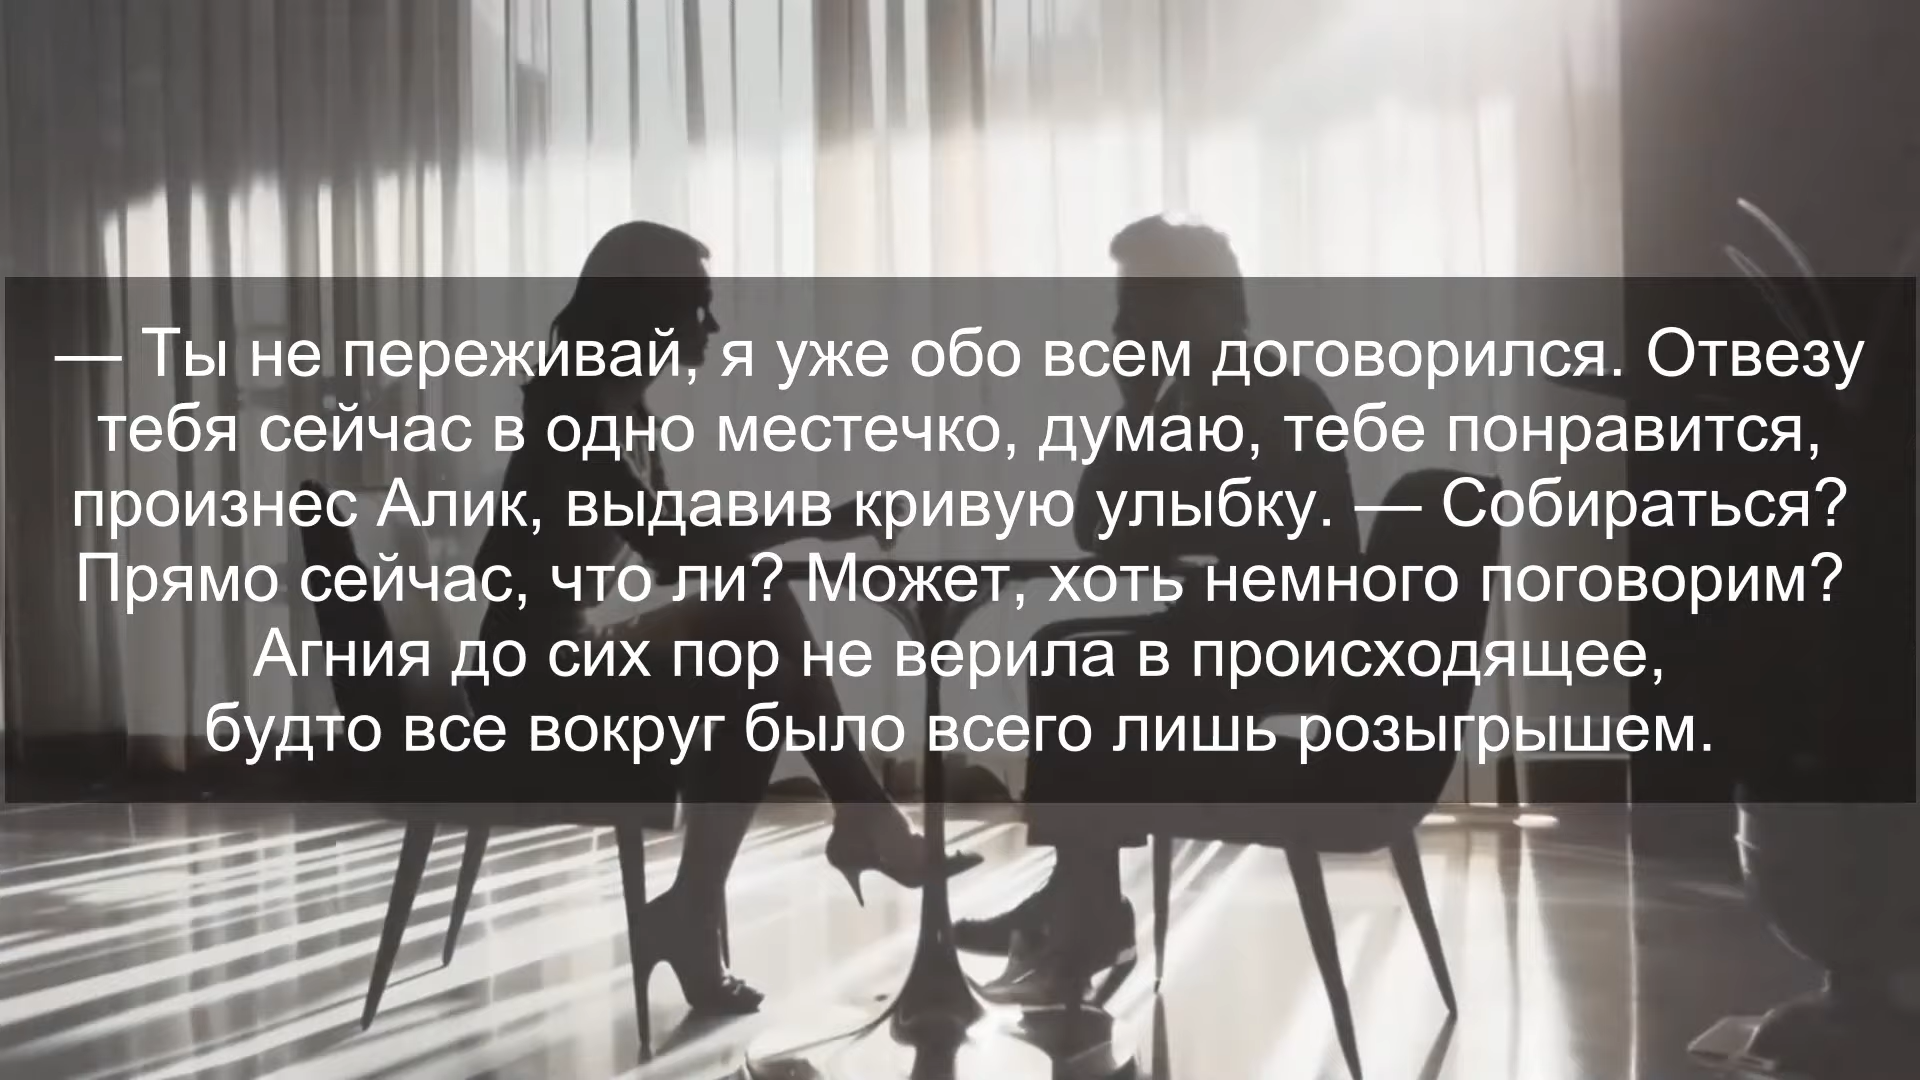 — Ты не переживай, я уже обо всем договорился. Отвезу
тебя сейчас в одно местечко, думаю, тебе понравится,
произнес Алик, выдавив кривую улыбку. — Собираться?
Прямо сейчас, что ли? Может, хоть немного поговорим?
Агния до сих пор не верила в происходящее,
будто все вокруг было всего лишь розыгрышем.